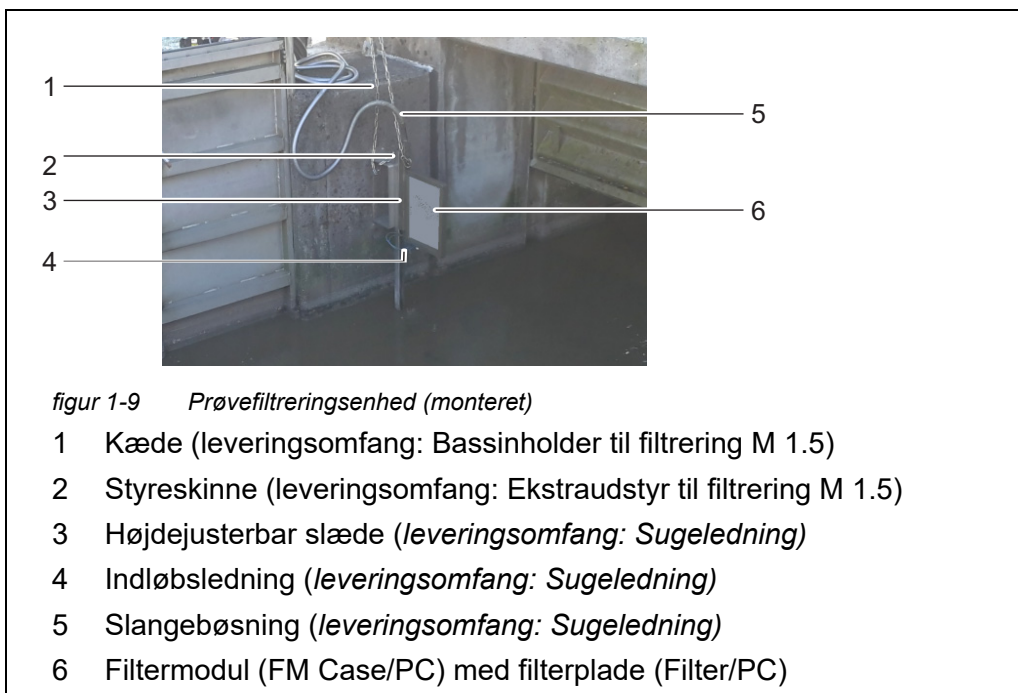 1
2
3
4
5
6
figur 1-9 Prøvefiltreringsenhed (monteret)
1 Kæde (leveringsomfang: Bassinholder til filtrering M 1.5)
2 Styreskinne (leveringsomfang: Ekstraudstyr til filtrering M 1.5)
3 Højdejusterbar slæde (leveringsomfang: Sugeledning)
4 Indløbsledning (leveringsomfang: Sugeledning)
5 Slangebøsning (leveringsomfang: Sugeledning)
6 Filtermodul (FM Case/PC) med filterplade (Filter/PC)